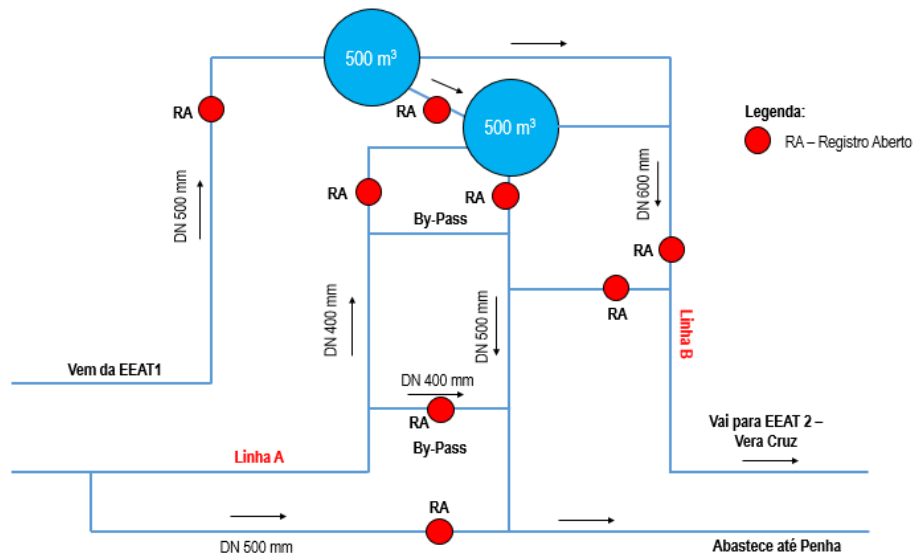 500 m³
RA
RA
500 m³
Legenda:
RA – Registro Aberto
DN 500 mm
RA
RA
By-Pass
DN 600 mm
RA
DN 400 mm
DN 500 mm
RA
Linha B
Vem da EEAT1
DN 400 mm
RA
By-Pass
Vai para EEAT 2 –
Vera Cruz
Linha A
RA
DN 500 mm
Abastece até Penha